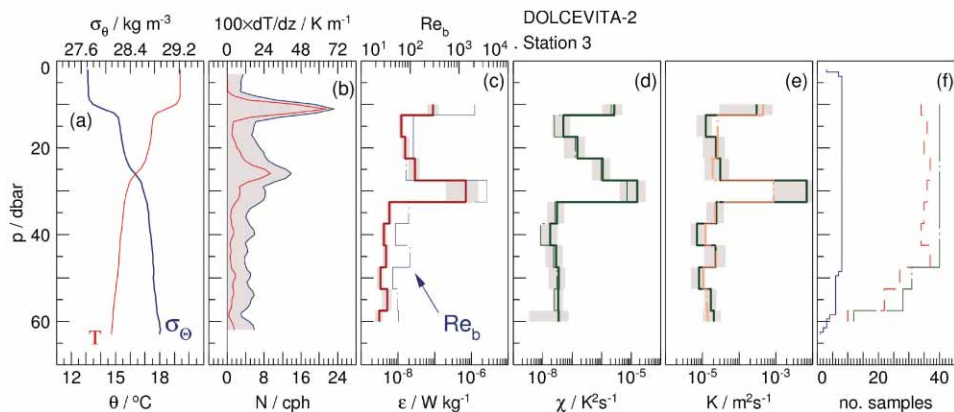 σθ / kg m-3 100×dT/dz / K m-1 Reb DOLCEVITA-2
27.6 28.4 29.2 0 24 48 72 10¹ 10² 10³ 10⁴ . Station 3
0
(a) (b) (c) (d) (e) (f)
20
p / dbar
40
60
T σΘ Reb
12 15 18 0 8 16 24 10⁻⁸ 10⁻⁶ 10⁻⁸ 10⁻⁵ 10⁻⁵ 10⁻³ 0 20 40
θ / ºC N / cph ε / W kg⁻¹ χ / K²s⁻¹ K / m²s⁻¹ no. samples